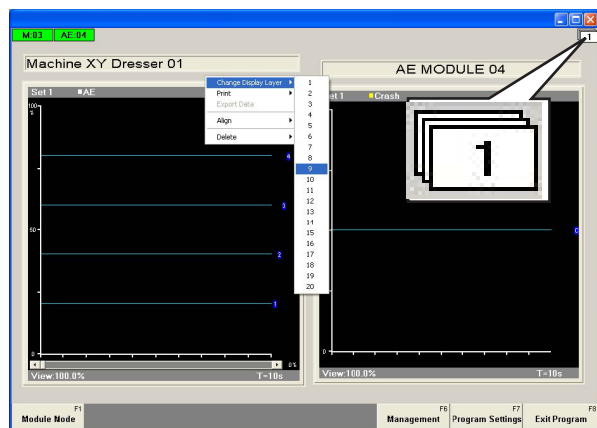 M:03 AE:04
1
Machine XY Dresser 01
AE MODULE 04
Set 1 AE
Change Display Layer
Print
Export Data
Align
Delete
1
2
3
4
5
6
7
8
9
10
11
12
13
14
15
16
17
18
19
20
et 1 Crash
1
100
%
50
0
4
3
2
1
C
0
0%
View:100.0% T=10s
View:100.0% T=10s
F1
Module Node
F6
Management
F7
Program Settings
F8
Exit Program